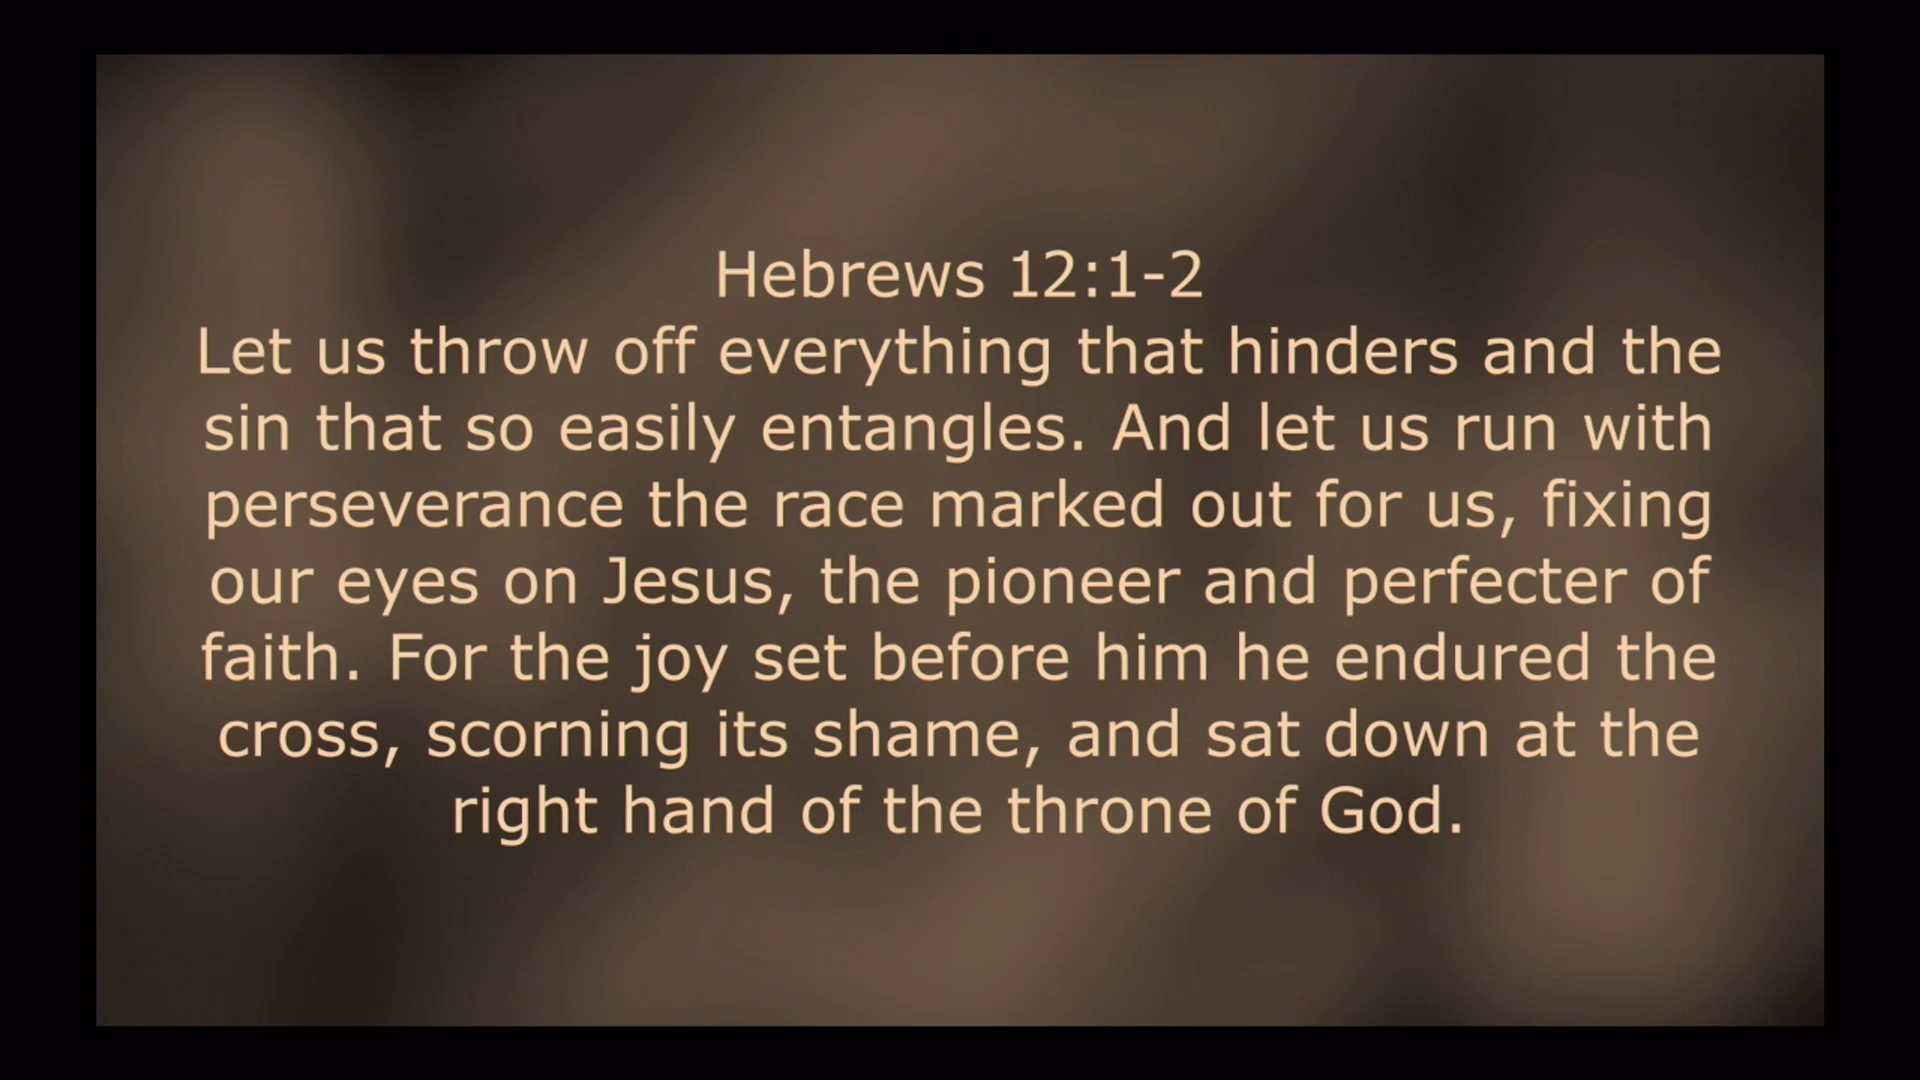 Hebrews 12:1-2
Let us throw off everything that hinders and the
sin that so easily entangles. And let us run with
perseverance the race marked out for us, fixing
our eyes on Jesus, the pioneer and perfecter of
faith. For the joy set before him he endured the
cross, scorning its shame, and sat down at the
right hand of the throne of God.